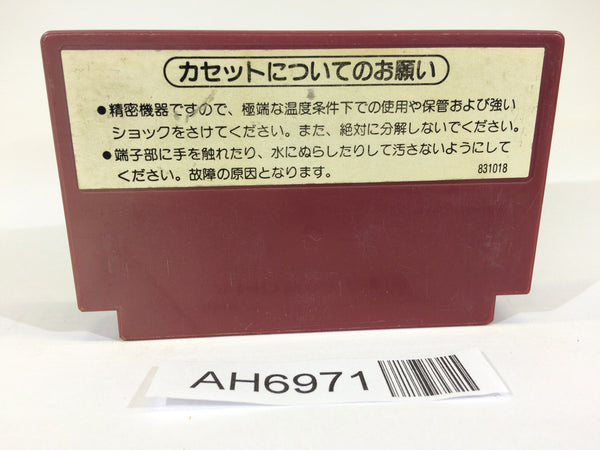 カセットについてのお願い
●精密機器ですので、極端な温度条件下での使用や保管および強い
ショックをさけてください。また、絶対に分解しないでください。
●端子部に手を触れたり、水にぬらしたりして汚さないようにして
ください。故障の原因となります。
831018
AH6971